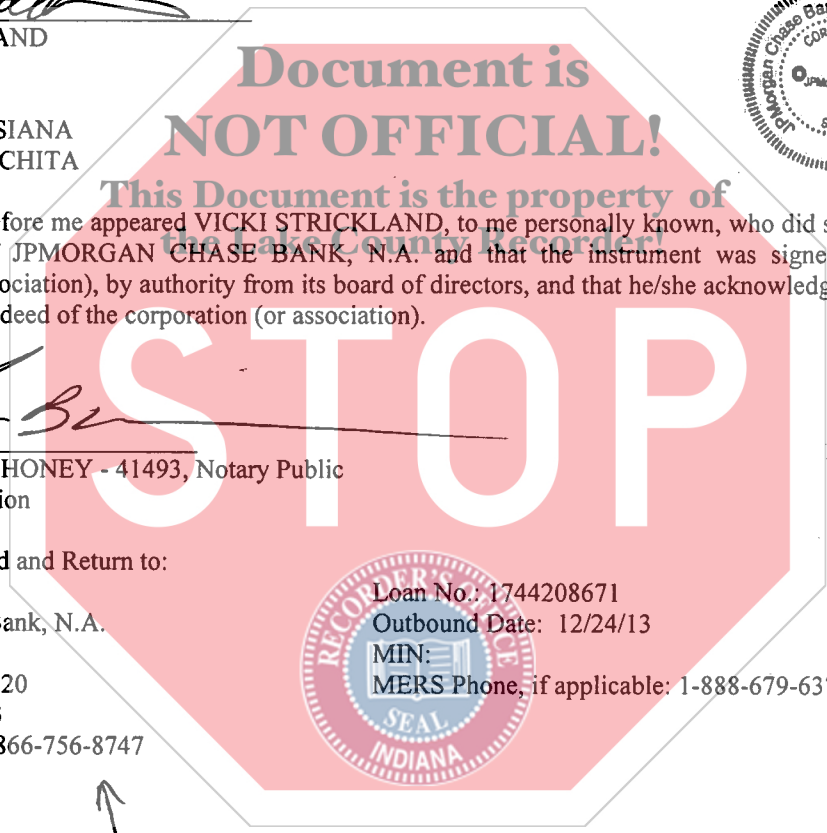 AND
Document is
NOT OFFICIAL!
This Document is the property of
the Lake County Recorder!
JPMorgan Chase
SIANA
CHITA
fore me appeared VICKI STRICKLAND, to me personally known, who did s
JPMORGAN CHASE BANK, N.A. and that the instrument was signe
ociation), by authority from its board of directors, and that he/she acknowledg
deed of the corporation (or association).
STOP
HONEY - 41493, Notary Public
ion
d and Return to:
Loan No.: 1744208671
ank, N.A.
Outbound Date: 12/24/13
MIN:
20
MERS Phone, if applicable: 1-888-679-637
866-756-8747
RECORDER'S OFFICE
SEAL
INDIANA